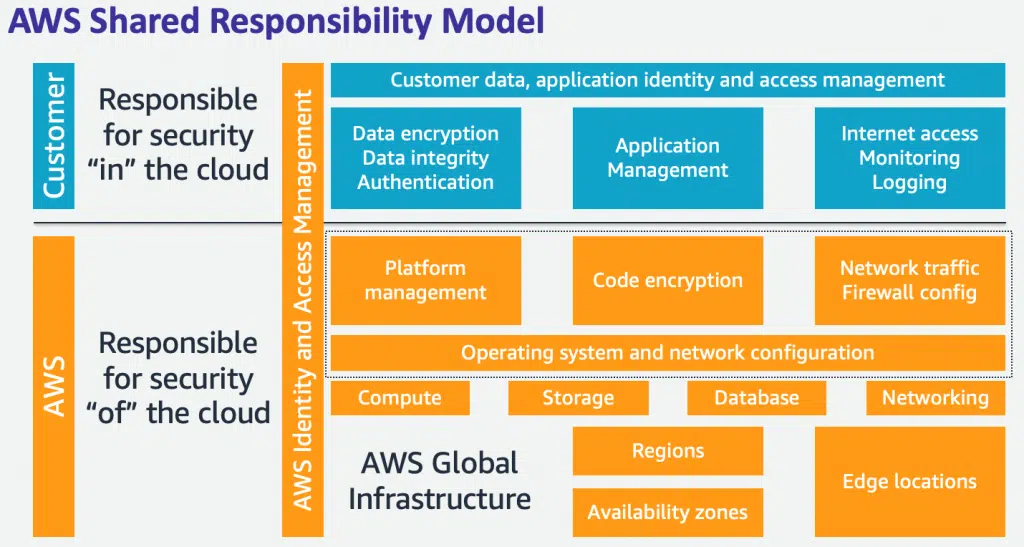 AWS Shared Responsibility Model
Customer
Responsible
for security
“in” the cloud
AWS Identity and Access Management
Customer data, application identity and access management
Data encryption
Data integrity
Authentication
Application
Management
Internet access
Monitoring
Logging
AWS
Responsible
for security
“of” the cloud
Platform
management
Code encryption
Network traffic
Firewall config
Operating system and network configuration
Compute
Storage
Database
Networking
AWS Global
Infrastructure
Regions
Availability zones
Edge locations